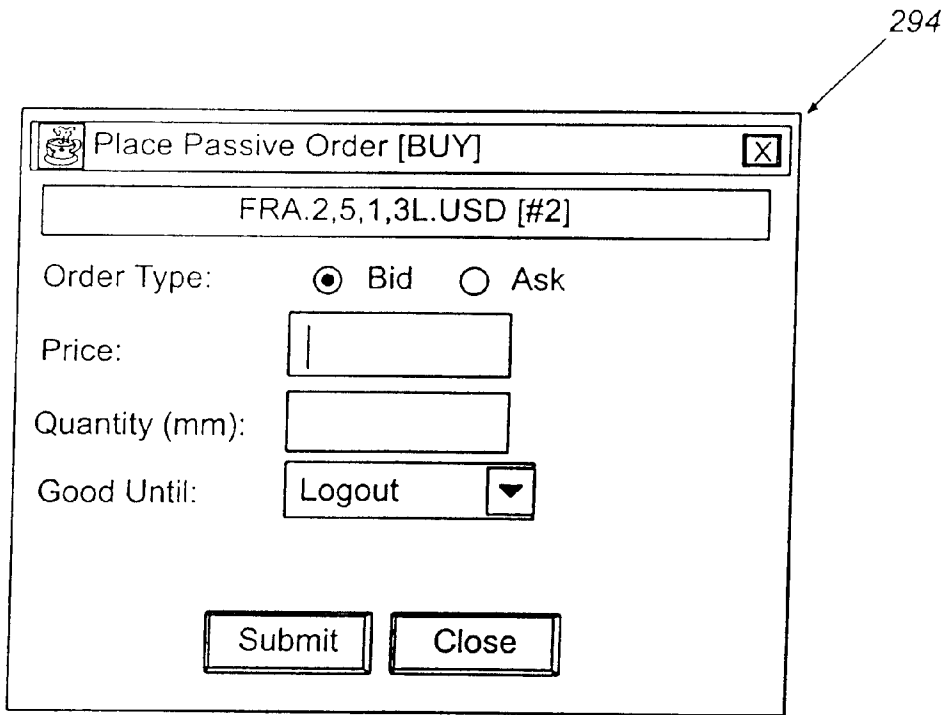 294
Place Passive Order [BUY] X
FRA.2,5,1,3L.USD [#2]
Order Type: Bid Ask
Price:
Quantity (mm):
Good Until: Logout
Submit Close